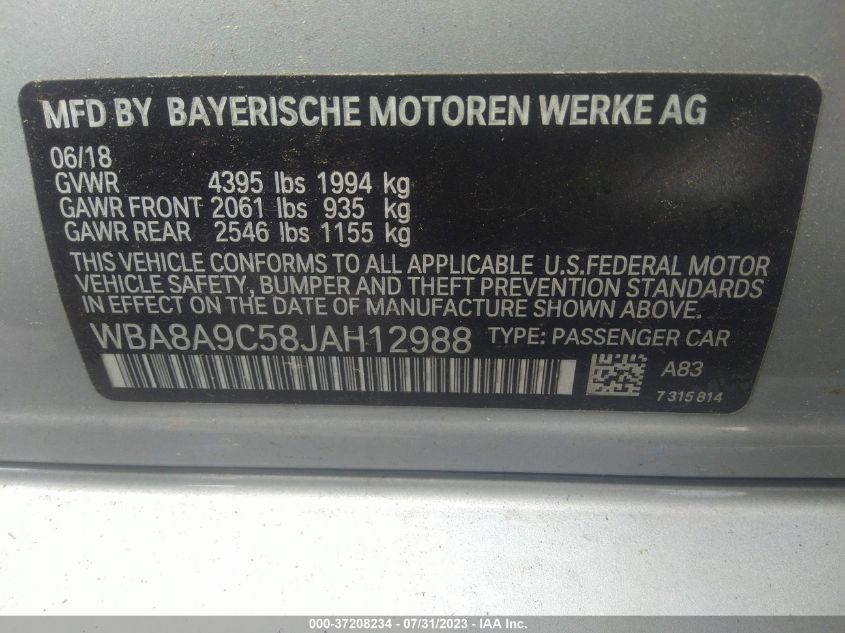 MFD BY BAYERISCHE MOTOREN WERKE AG
06/18
GVWR 4395 lbs 1994 kg
GAWR FRONT 2061 lbs 935 kg
GAWR REAR 2546 lbs 1155 kg
THIS VEHICLE CONFORMS TO ALL APPLICABLE U.S.FEDERAL MOTOR
VEHICLE SAFETY, BUMPER AND THEFT PREVENTION STANDARDS
IN EFFECT ON THE DATE OF MANUFACTURE SHOWN ABOVE.
WBA8A9C58JAH12988 TYPE: PASSENGER CAR
A83
7 315 814
000-37208234 - 07/31/2023 - IAA Inc.